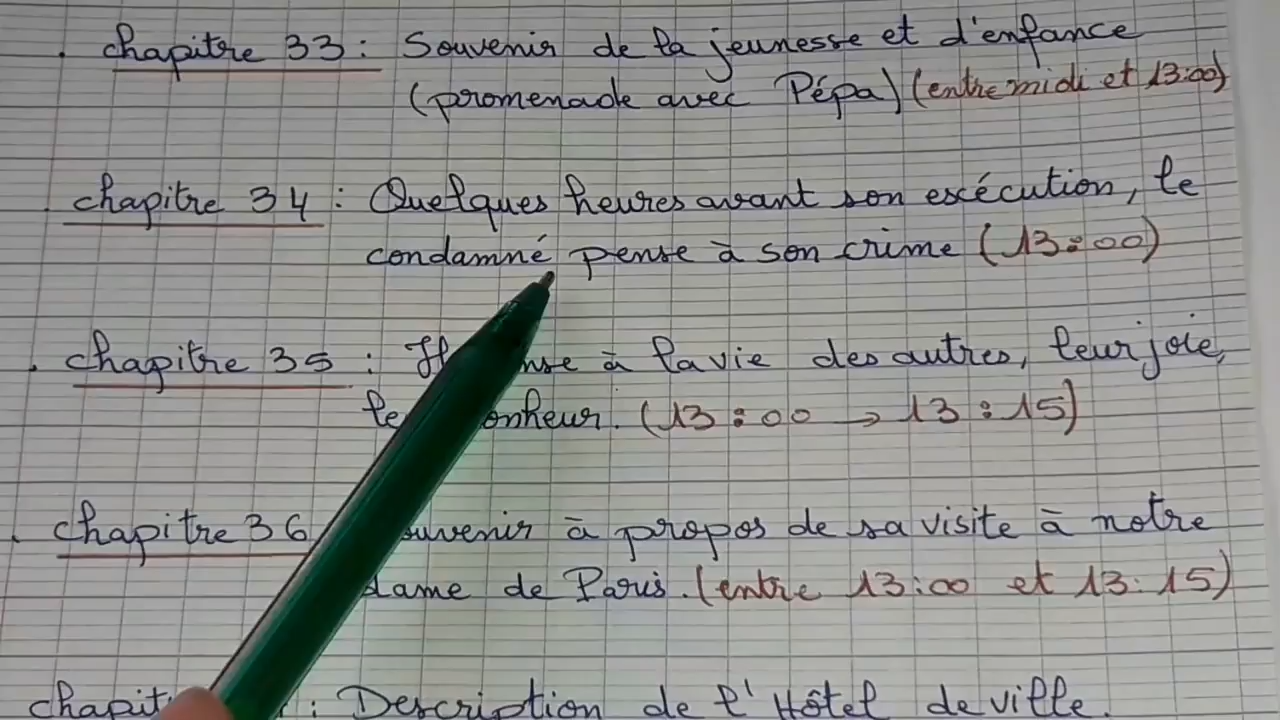 . chapitre 33 : Souvenir de la jeunesse et d'enfance
(promenade avec Pépa) (entre midi et 13:00)
. chapitre 34 : Quelques heures avant son exécution, le
condamné pense à son crime (13:00)
. chapitre 35 : à la vie des autres, leur joie,
(13:00 → 13:15)
. chapitre 36 à propos de sa visite à notre
dame de Paris. (entre 13:00 et 13:15)
: Description de l'Hôtel de ville.